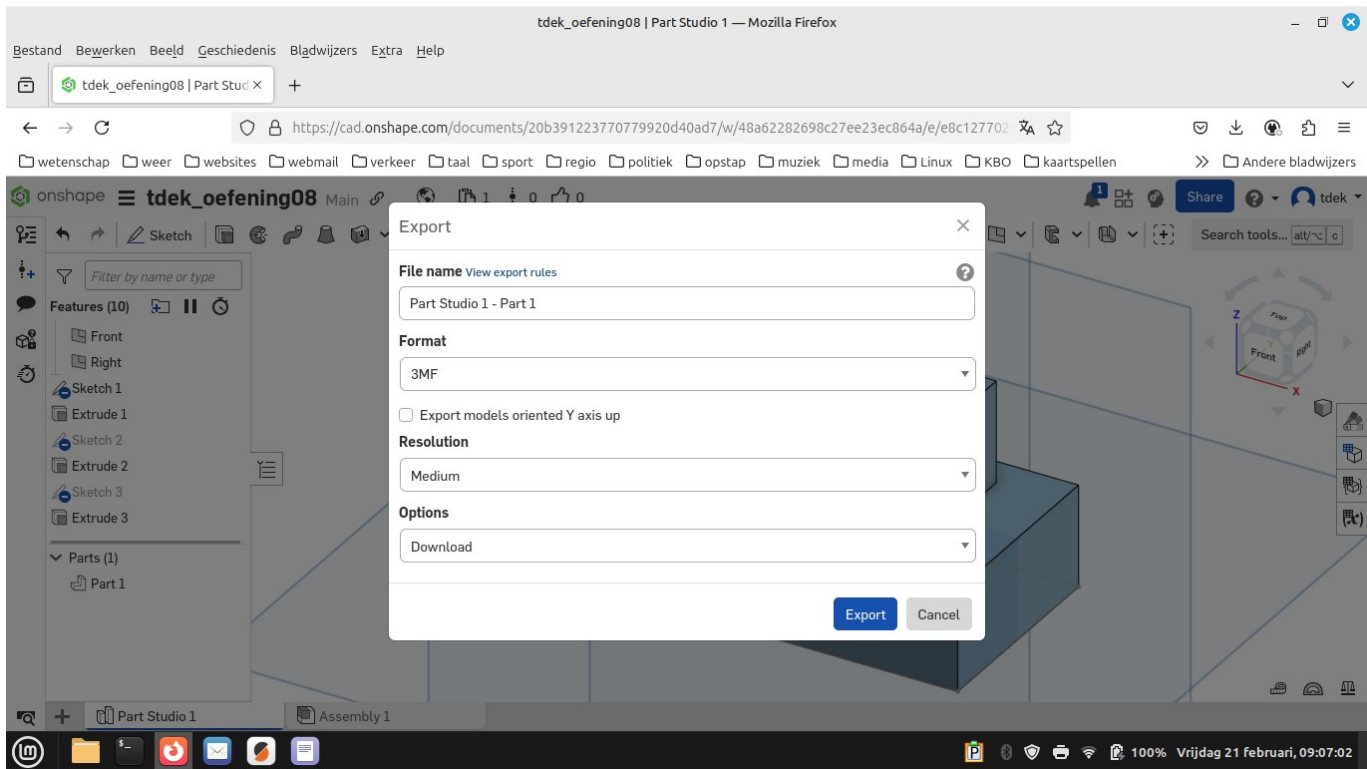 tdek_oefening08 | Part Studio 1 — Mozilla Firefox
Bestand Bewerken Beeld Geschiedenis Bladwijzers Extra Help
tdek_oefening08 | Part Stud
https://cad.onshape.com/documents/20b391223770779920d40ad7/w/48a62282698c27ee23ec864a/e/e8c127702
wetenschap weer websites webmail verkeer taal sport regio politiek opstap muziek media Linux KBO kaartspellen Andere bladwijzers
onshape tdek_oefening08 Main 1 0 0 1 Share tdek
Sketch Search tools... alt/⌥ c
Export
File name View export rules
Part Studio 1 - Part 1
Format
3MF
Export models oriented Y axis up
Resolution
Medium
Options
Download
Export Cancel
Filter by name or type
Features (10)
Front
Right
Sketch 1
Extrude 1
Sketch 2
Extrude 2
Sketch 3
Extrude 3
Parts (1)
Part 1
Z
Top
Y
Front Right
X
Part Studio 1 Assembly 1
100% Vrijdag 21 februari, 09:07:02